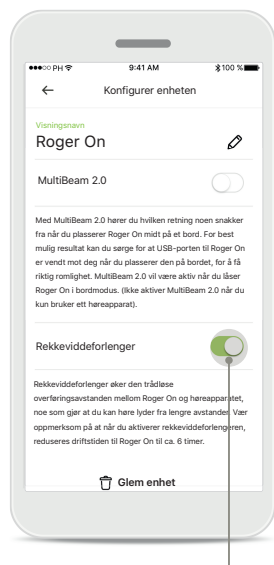 PH 9:41 AM 100 %
Konfigurer enheten
Visningsnavn
Roger On
MultiBeam 2.0
Med MultiBeam 2.0 hører du hvilken retning noen snakker
fra når du plasserer Roger On midt på et bord. For best
mulig resultat kan du sørge for at USB-porten til Roger On
er vendt mot deg når du plasserer den på bordet, for å få
riktig romlighet. MultiBeam 2.0 vil være aktiv når du låser
Roger On i bordmodus. (Ikke aktiver MultiBeam 2.0 når du
kun bruker ett høreapparat).
Rekkeviddeforlenger
Rekkeviddeforlenger øker den trådløse
overføringsavstanden mellom Roger On og høreapparatet,
noe som gjør at du kan høre lyder fra lengre avstander. Vær
oppmerksom på at når du aktiverer rekkeviddeforlengeren,
reduseres driftstiden til Roger On til ca. 6 timer.
Glem enhet